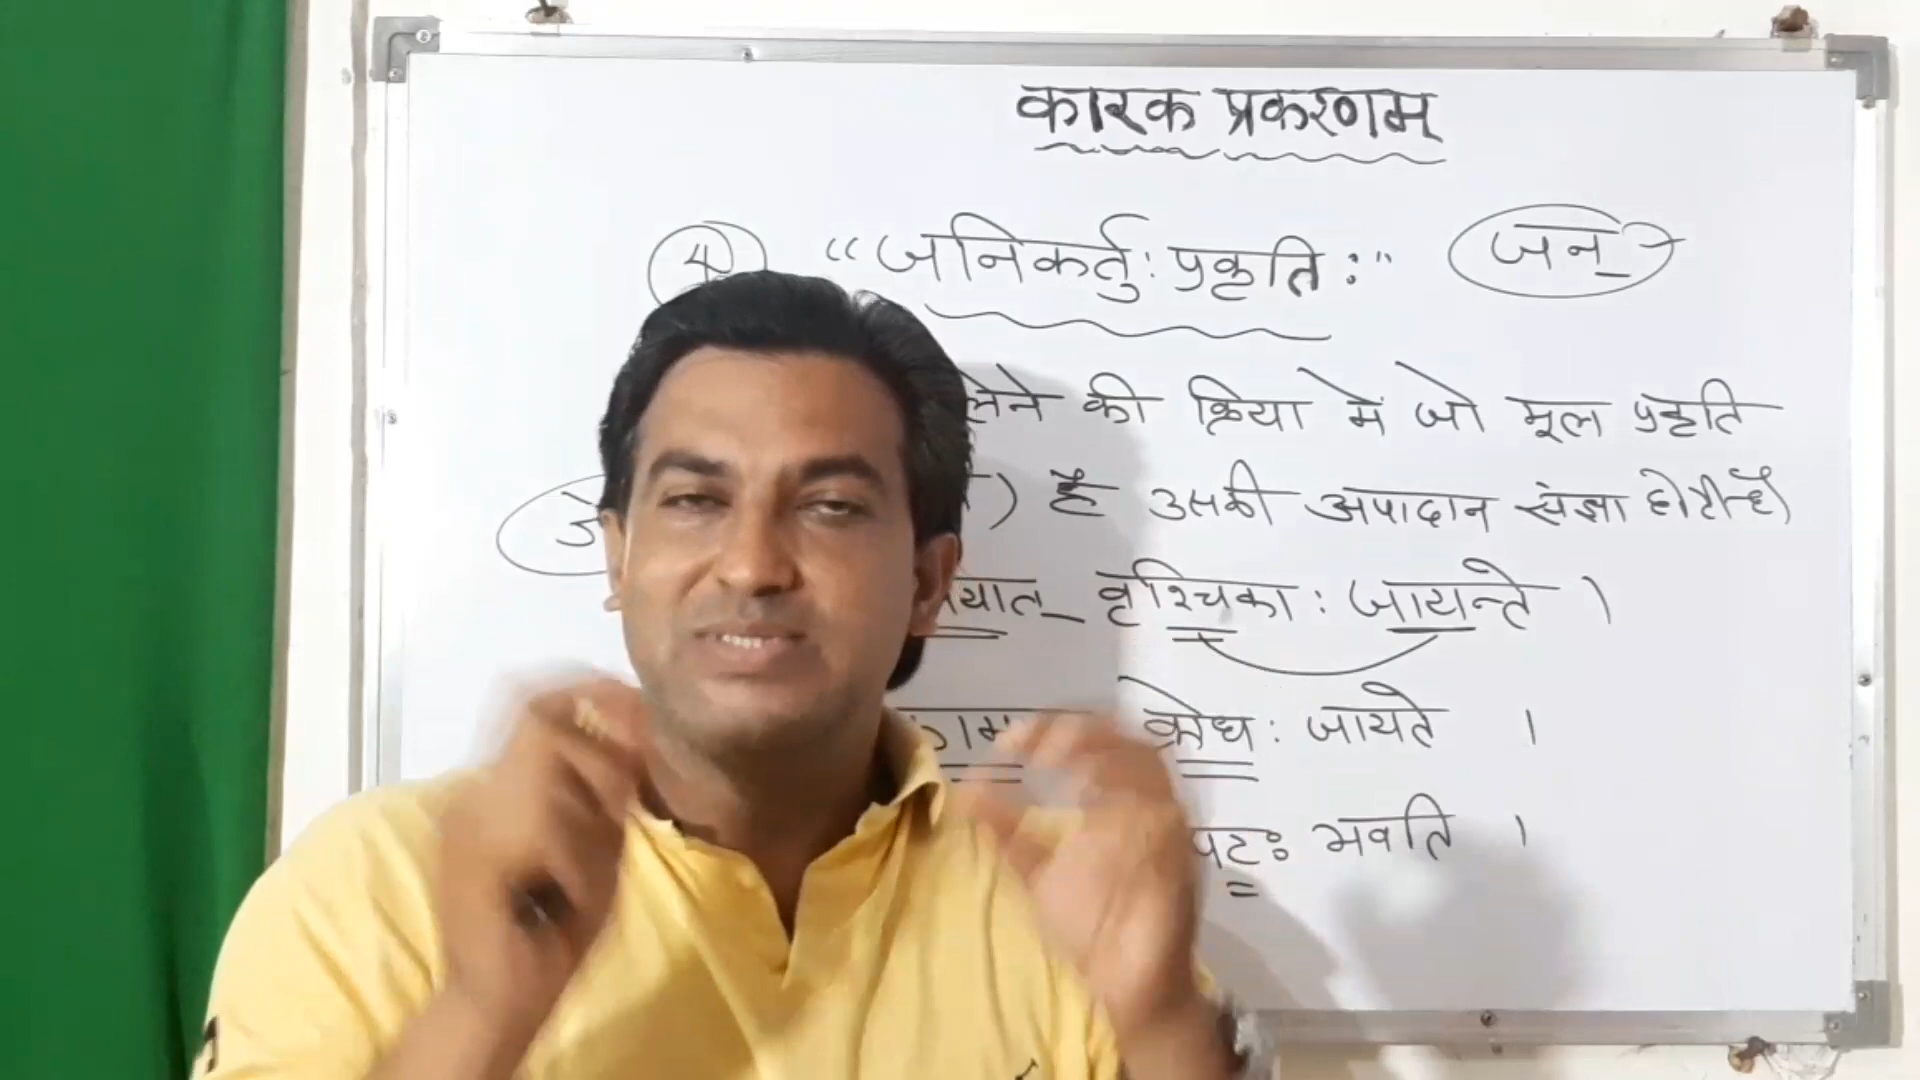 कारक प्रकरणम्
4 "जनिकर्तुः प्रकृतिः" जन्
लेने की क्रिया में जो मूल प्रकृति
) है उसकी अपादान संज्ञा होती है
वृश्चिकाः जायन्ते ।
क्रोधः जायते ।
पटः भवति ।